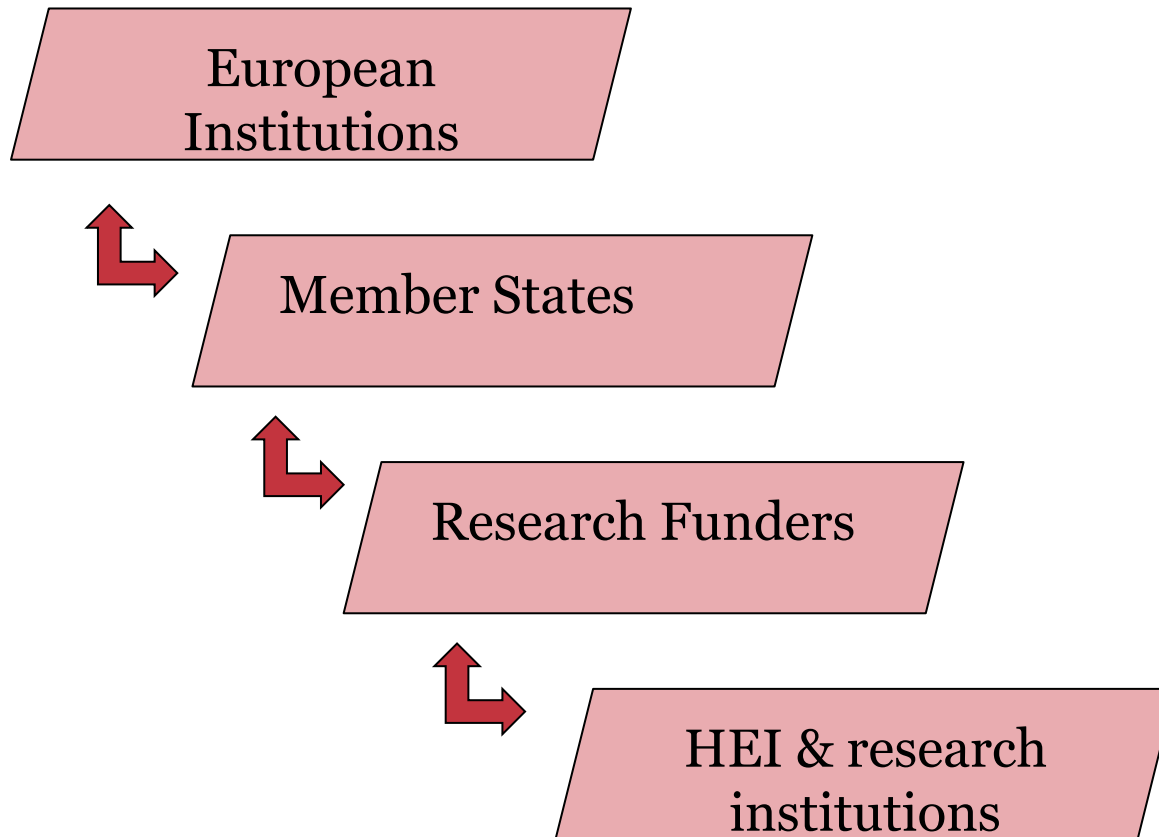 European
Institutions
Member States
Research Funders
HEI & research
institutions